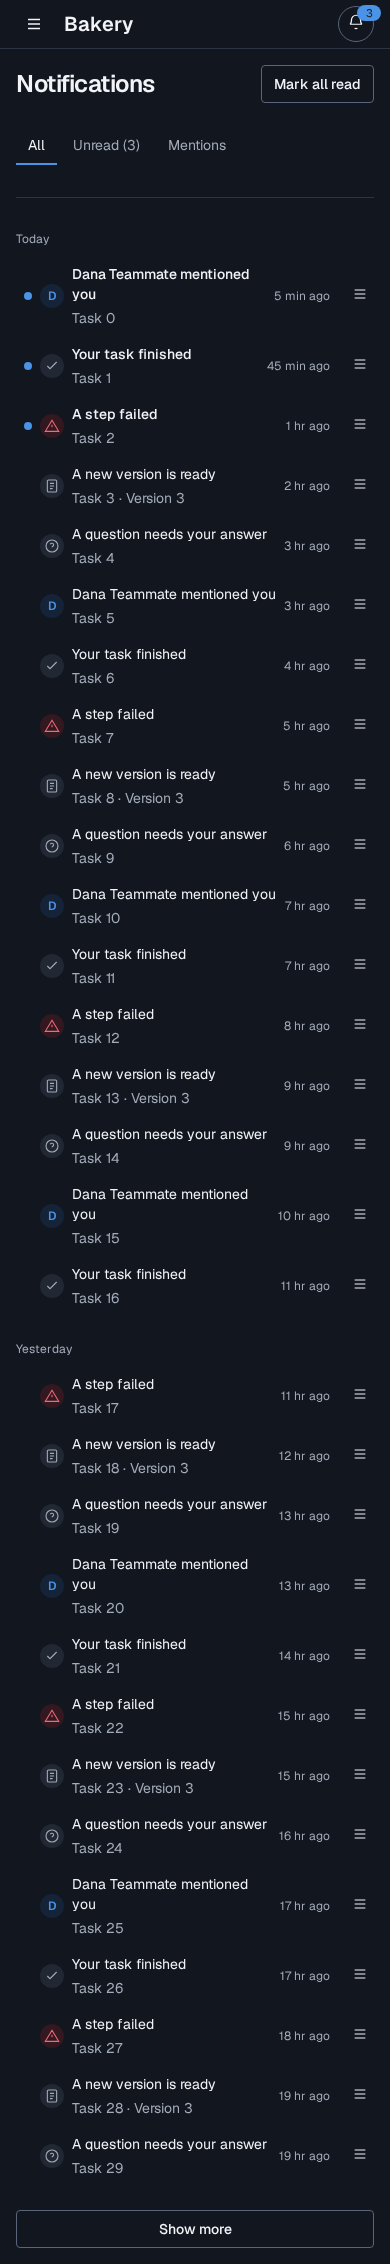 Bakery
3
Notifications
Mark all read
All
Unread (3)
Mentions
Today
D
Dana Teammate mentioned
you
5 min ago
Task 0
Your task finished
45 min ago
Task 1
A step failed
1 hr ago
Task 2
A new version is ready
2 hr ago
Task 3 · Version 3
A question needs your answer
3 hr ago
Task 4
D
Dana Teammate mentioned you
3 hr ago
Task 5
Your task finished
4 hr ago
Task 6
A step failed
5 hr ago
Task 7
A new version is ready
5 hr ago
Task 8 · Version 3
A question needs your answer
6 hr ago
Task 9
D
Dana Teammate mentioned you
7 hr ago
Task 10
Your task finished
7 hr ago
Task 11
A step failed
8 hr ago
Task 12
A new version is ready
9 hr ago
Task 13 · Version 3
A question needs your answer
9 hr ago
Task 14
D
Dana Teammate mentioned
you
10 hr ago
Task 15
Your task finished
11 hr ago
Task 16
Yesterday
A step failed
11 hr ago
Task 17
A new version is ready
12 hr ago
Task 18 · Version 3
A question needs your answer
13 hr ago
Task 19
D
Dana Teammate mentioned
you
13 hr ago
Task 20
Your task finished
14 hr ago
Task 21
A step failed
15 hr ago
Task 22
A new version is ready
15 hr ago
Task 23 · Version 3
A question needs your answer
16 hr ago
Task 24
D
Dana Teammate mentioned
you
17 hr ago
Task 25
Your task finished
17 hr ago
Task 26
A step failed
18 hr ago
Task 27
A new version is ready
19 hr ago
Task 28 · Version 3
A question needs your answer
19 hr ago
Task 29
Show more